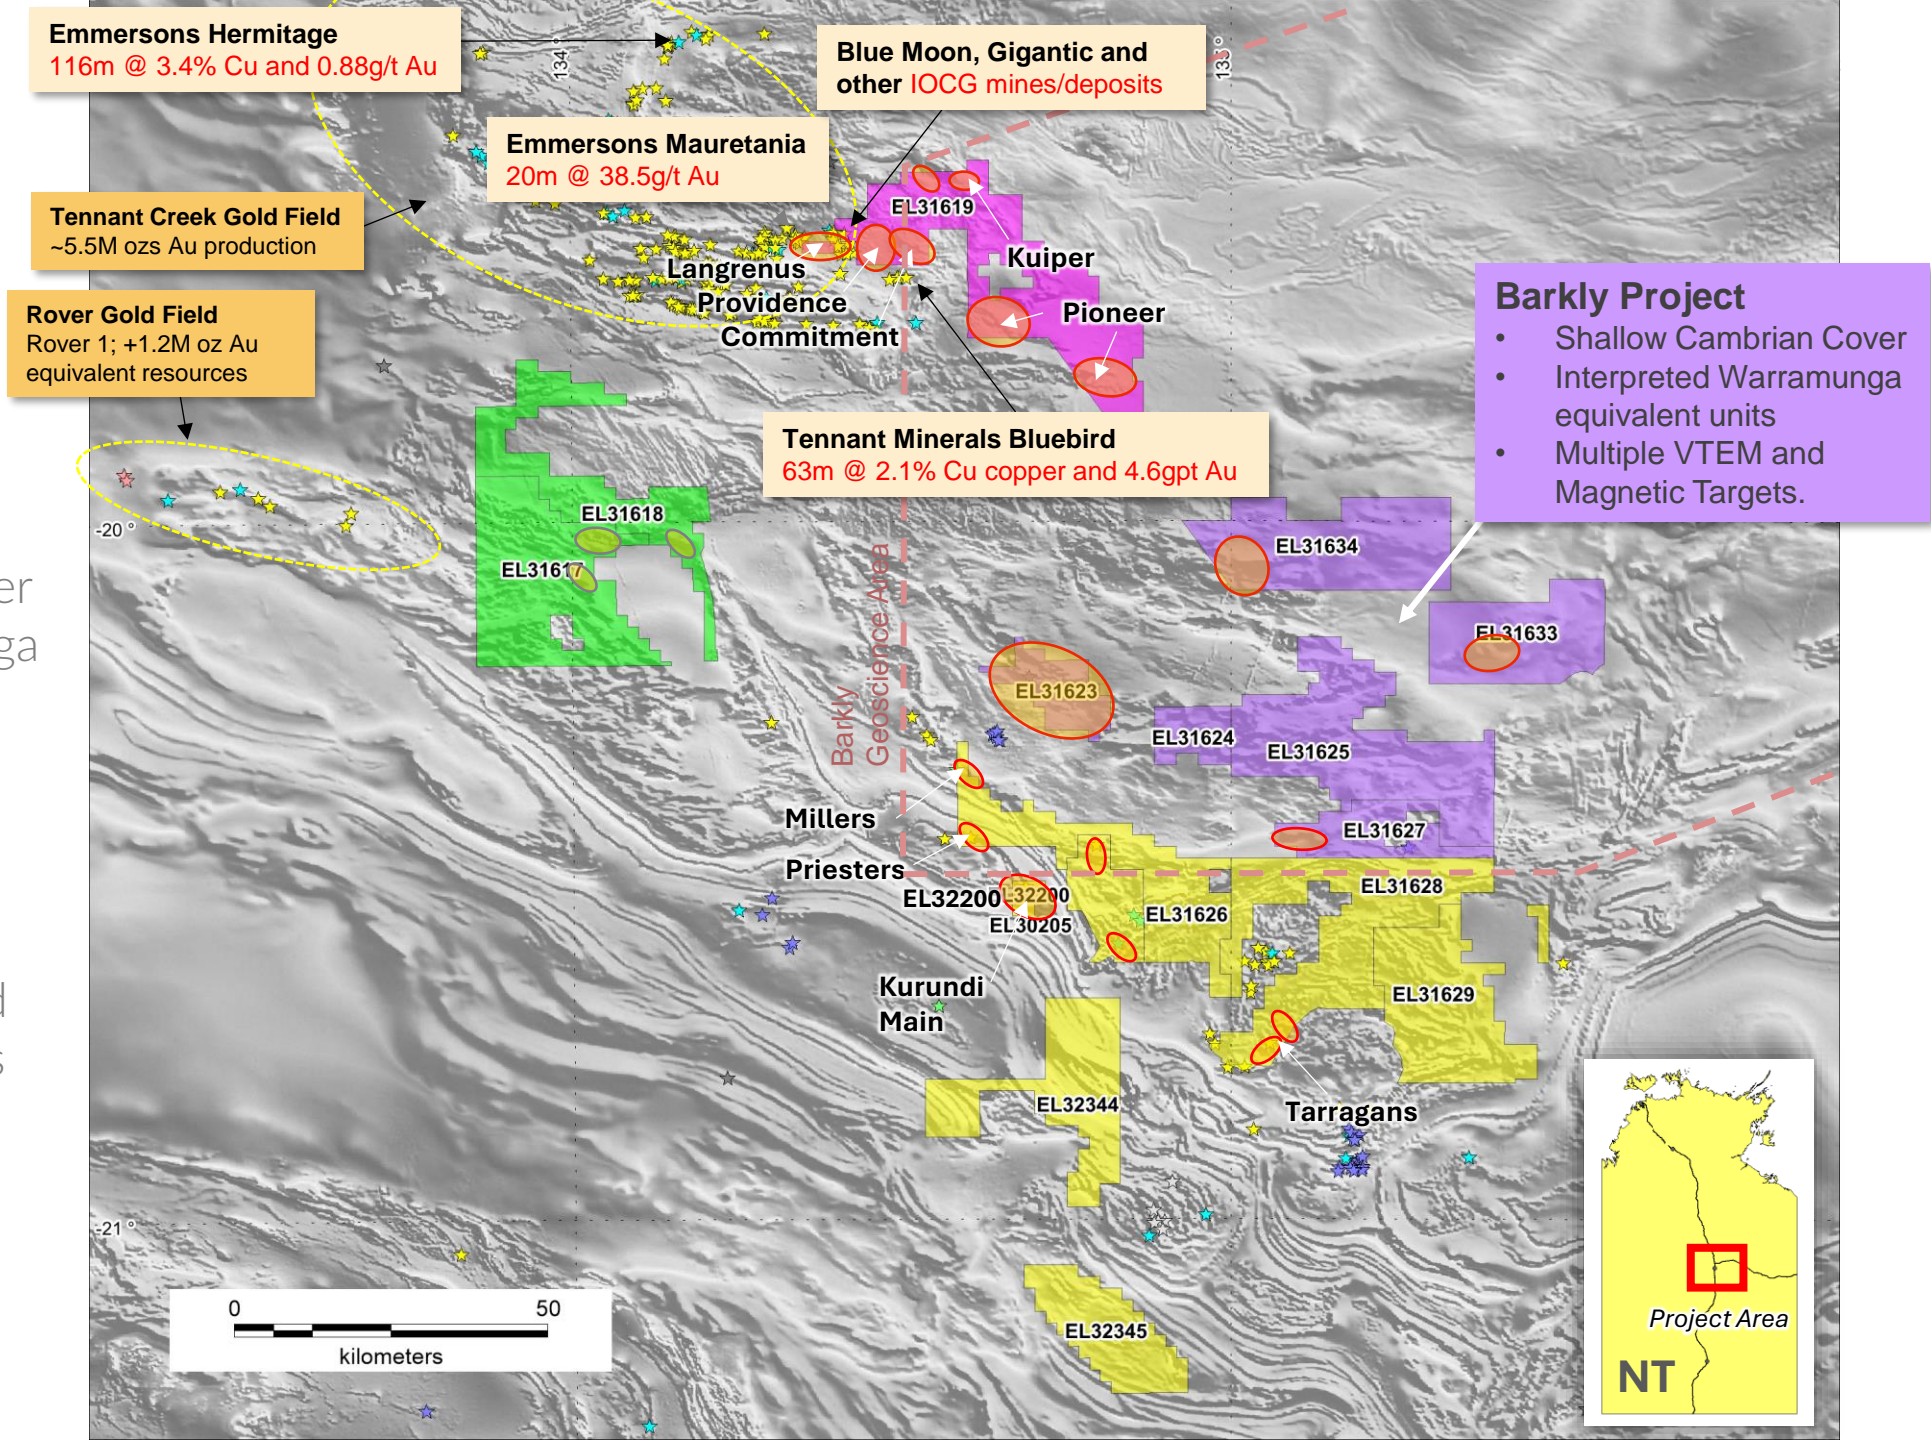 Emmersons Hermitage
116m @ 3.4% Cu and 0.88g/t Au
134°
Blue Moon, Gigantic and
other IOCG mines/deposits
Emmersons Mauretania
20m @ 38.5g/t Au
Tennant Creek Gold Field
~5.5M ozs Au production
EL31619
Kuiper
Langrenus
Providence
Commitment
Pioneer
Rover Gold Field
Rover 1; +1.2M oz Au
equivalent resources
Barkly Project
• Shallow Cambrian Cover
• Interpreted Warramunga
equivalent units
• Multiple VTEM and
Magnetic Targets.
Tennant Minerals Bluebird
63m @ 2.1% Cu copper and 4.6gpt Au
-20°
EL31618
EL31617
EL31634
EL31633
er
ga
Barkly
Geoscience Area
EL31623
EL31624
EL31625
Millers
Priesters
EL31627
EL31628
EL32200
EL32200
EL30205
EL31626
Kurundi
Main
EL31629
d
s
EL32344
Tarragans
-21°
EL32345
0 50
kilometers
Project Area
NT